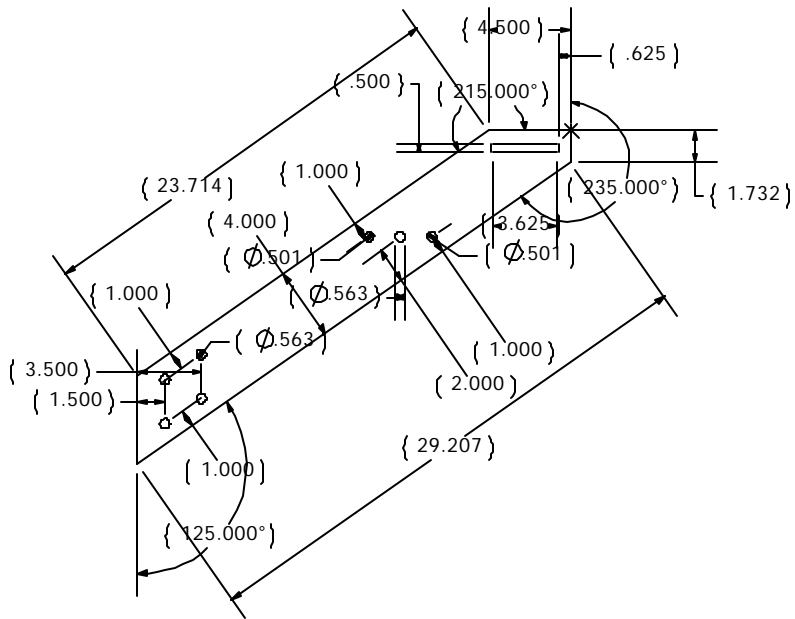 { 4.500 }
{ .625 }
{ .500 }
{ 215.000° }
{ 1.000 }
{ 23.714 }
{ 235.000° }
{ 1.732 }
{ 4.000 }
{ 3.625 }
{ Ø.501 }
{ Ø.501 }
{ 1.000 }
{ Ø.563 }
{ Ø.563 }
{ 1.000 }
{ 3.500 }
{ 2.000 }
{ 1.500 }
{ 29.207 }
{ 1.000 }
{ 125.000° }